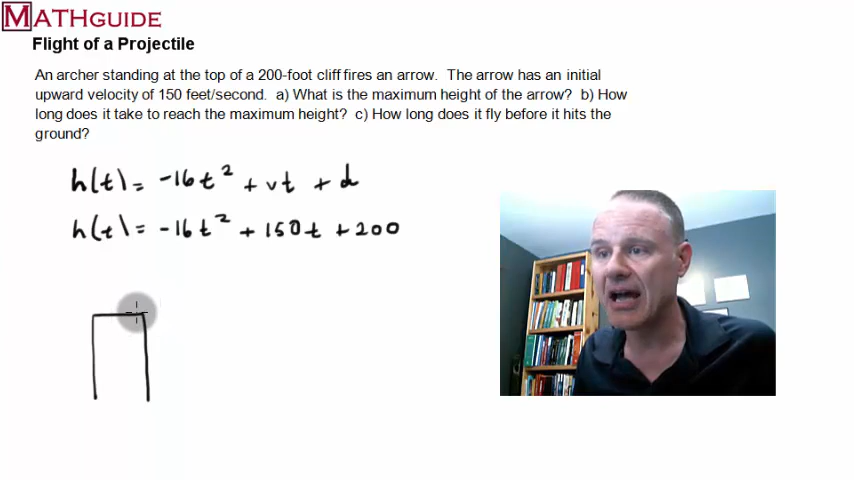 MATHGUIDE
Flight of a Projectile
An archer standing at the top of a 200-foot cliff fires an arrow. The arrow has an initial
upward velocity of 150 feet/second. a) What is the maximum height of the arrow? b) How
long does it take to reach the maximum height? c) How long does it fly before it hits the
ground?
h(t) = -16t² + vt + d
h(t) = -16t² + 150t + 200